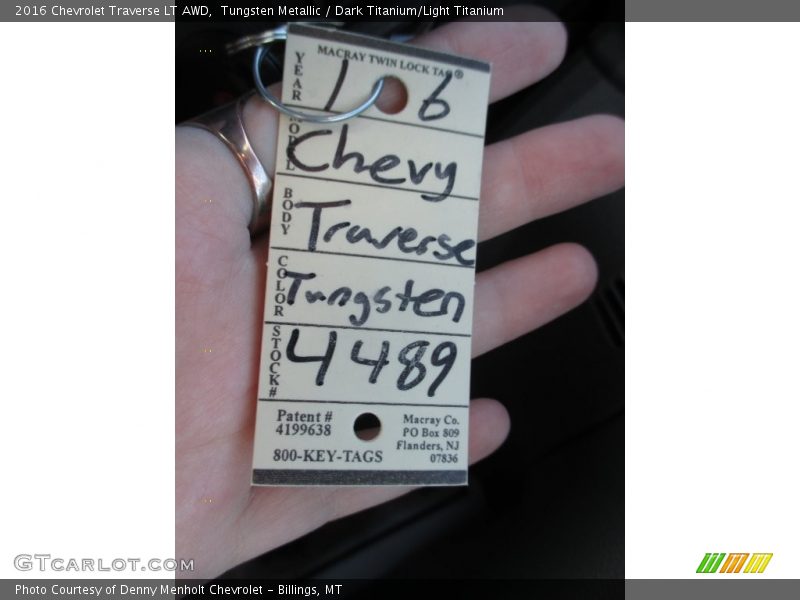 2016 Chevrolet Traverse LT AWD,  Tungsten Metallic / Dark Titanium/Light Titanium
MACRAY TWIN LOCK TAG®
YEAR 1 6
MODEL Chevy
BODY Traverse
COLOR Tungsten
STOCK# 4489
Patent #
4199638
800-KEY-TAGS
Macray Co.
PO Box 809
Flanders, NJ
07836
GTcarlot.com
Photo Courtesy of Denny Menholt Chevrolet - Billings, MT